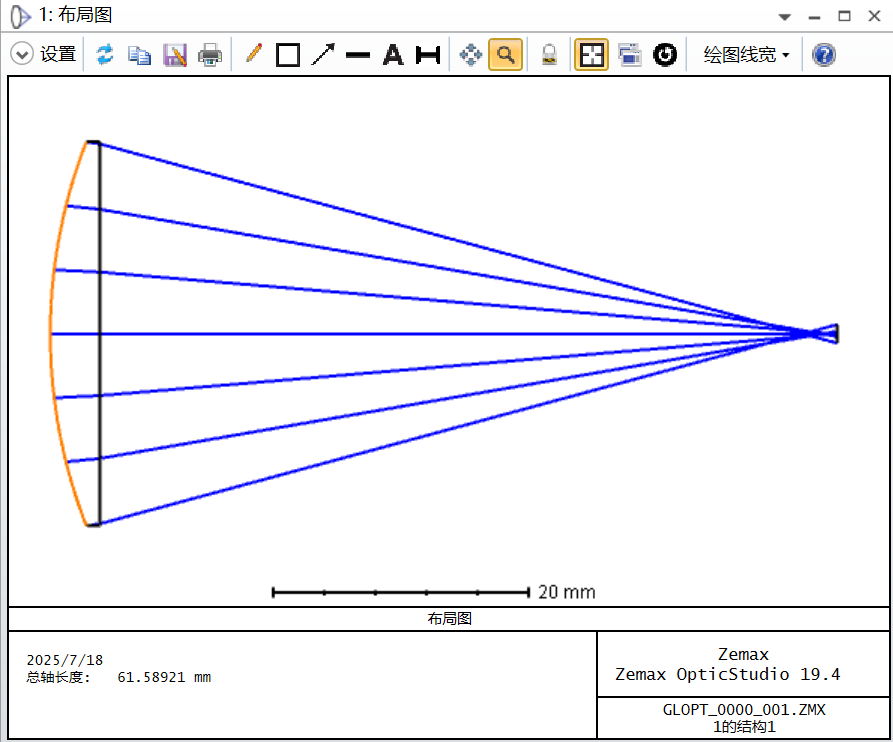 1: 布局图
设置
A
绘图线宽
20 mm
布局图
2025/7/18
总轴长度: 61.58921 mm
Zemax
Zemax OpticStudio 19.4
GLOPT_0000_001.ZMX
1的结构1